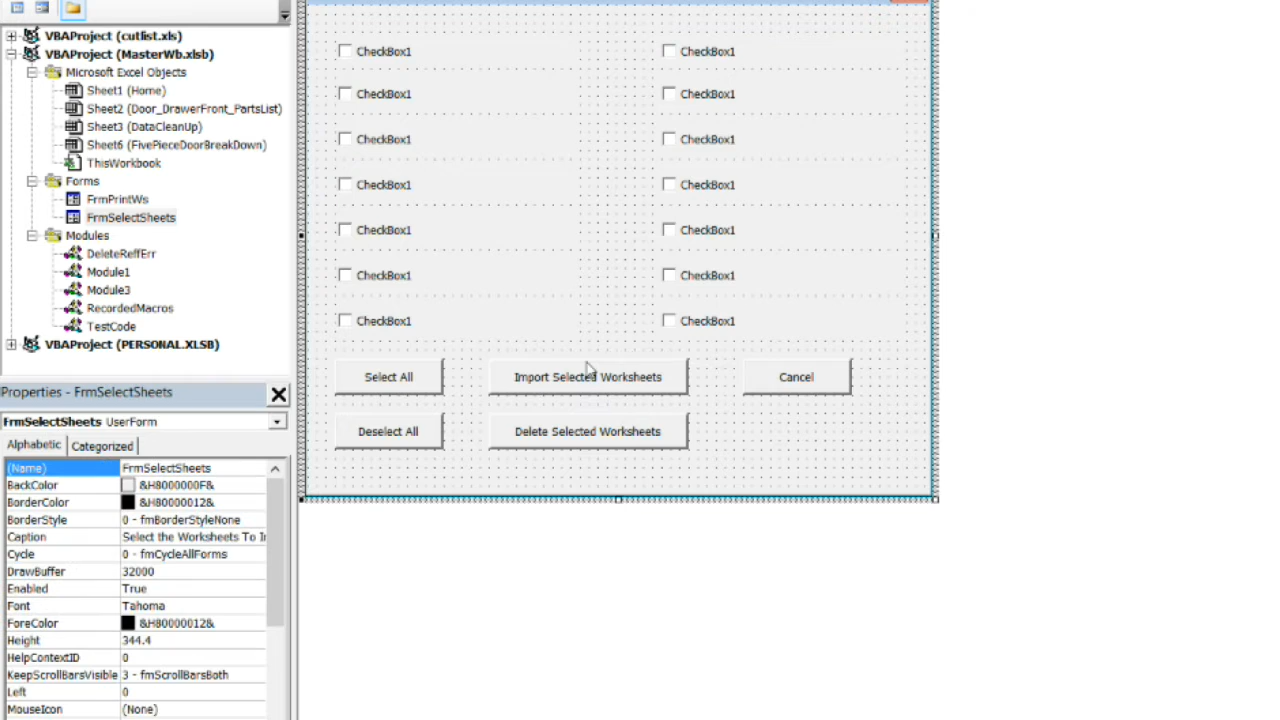 VBAProject (cutlist.xls)
VBAProject (MasterWb.xlsb)
Microsoft Excel Objects
Sheet1 (Home)
Sheet2 (Door_DrawerFront_PartsList)
Sheet3 (DataCleanUp)
Sheet6 (FivePieceDoorBreakDown)
ThisWorkbook
Forms
FrmPrintWs
FrmSelectSheets
Modules
DeleteReffErr
Module1
Module3
RecordedMacros
TestCode
VBAProject (PERSONAL.XLSB)
Properties - FrmSelectSheets
FrmSelectSheets UserForm
Alphabetic Categorized
(Name) FrmSelectSheets
BackColor &H8000000F&
BorderColor &H80000012&
BorderStyle 0 - fmBorderStyleNone
Caption Select the Worksheets To I
Cycle 0 - fmCycleAllForms
DrawBuffer 32000
Enabled True
Font Tahoma
ForeColor &H80000012&
Height 344.4
HelpContextID 0
KeepScrollBarsVisible 3 - fmScrollBarsBoth
Left 0
MouseIcon (None)
CheckBox1 CheckBox1
CheckBox1 CheckBox1
CheckBox1 CheckBox1
CheckBox1 CheckBox1
CheckBox1 CheckBox1
CheckBox1 CheckBox1
CheckBox1 CheckBox1
Select All Import Selected Worksheets Cancel
Deselect All Delete Selected Worksheets